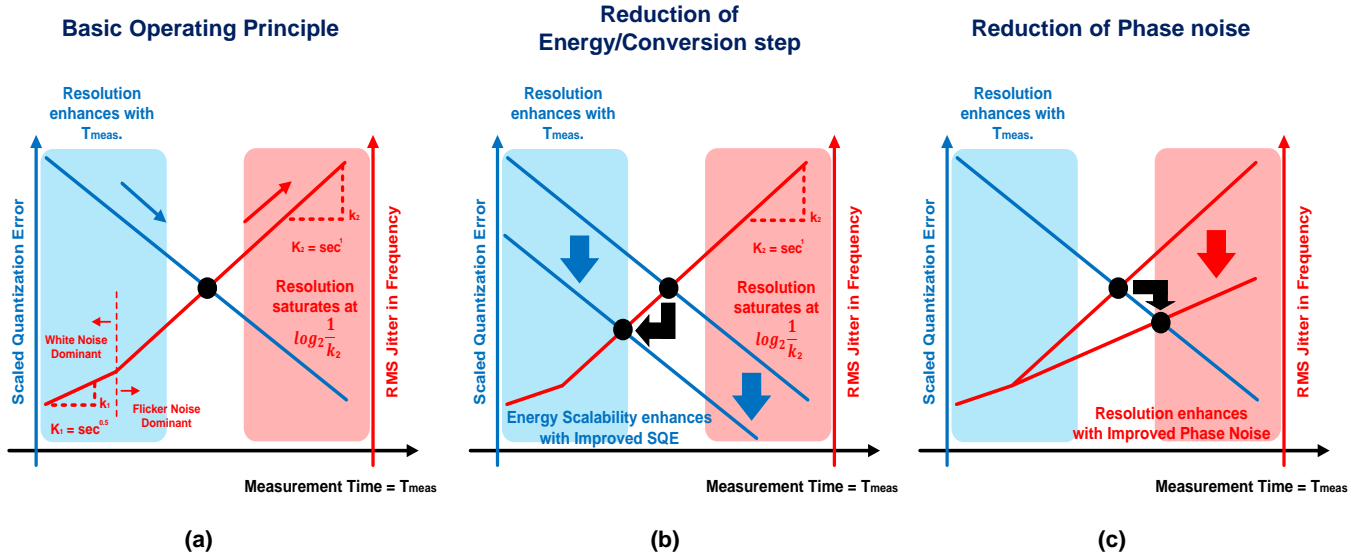 Basic Operating Principle
Resolution
enhances with
Tmeas.
Scaled Quantization Error
RMS Jitter in Frequency
k₂
K₂ = sec¹
Resolution
saturates at
log₂ 1/k₂
White Noise
Dominant
k₁
K₁ = sec⁰·⁵
Flicker Noise
Dominant
Measurement Time = Tmeas
(a)
Reduction of
Energy/Conversion step
Resolution
enhances with
Tmeas.
Scaled Quantization Error
RMS Jitter in Frequency
k₂
K₂ = sec¹
Resolution
saturates at
log₂ 1/k₂
Energy Scalability enhances
with Improved SQE
Measurement Time = Tmeas
(b)
Reduction of Phase noise
Resolution
enhances with
Tmeas.
Scaled Quantization Error
RMS Jitter in Frequency
Resolution enhances
with Improved Phase Noise
Measurement Time = Tmeas
(c)